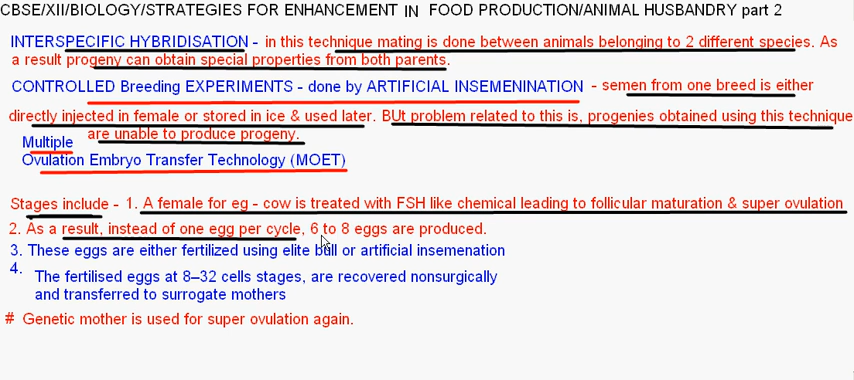 CBSE/XII/BIOLOGY/STRATEGIES FOR ENHANCEMENT IN FOOD PRODUCTION/ANIMAL HUSBANDRY part 2
INTERSPECIFIC HYBRIDISATION - in this technique mating is done between animals belonging to 2 different species. As
a result progeny can obtain special properties from both parents.
CONTROLLED Breeding EXPERIMENTS - done by ARTIFICIAL INSEMENINATION - semen from one breed is either
directly injected in female or stored in ice & used later. BUt problem related to this is, progenies obtained using this technique
are unable to produce progeny.
Multiple
Ovulation Embryo Transfer Technology (MOET)
Stages include - 1. A female for eg - cow is treated with FSH like chemical leading to follicular maturation & super ovulation
2. As a result, instead of one egg per cycle, 6 to 8 eggs are produced.
3. These eggs are either fertilized using elite bull or artificial insemenation
4. The fertilised eggs at 8–32 cells stages, are recovered nonsurgically
and transferred to surrogate mothers
# Genetic mother is used for super ovulation again.